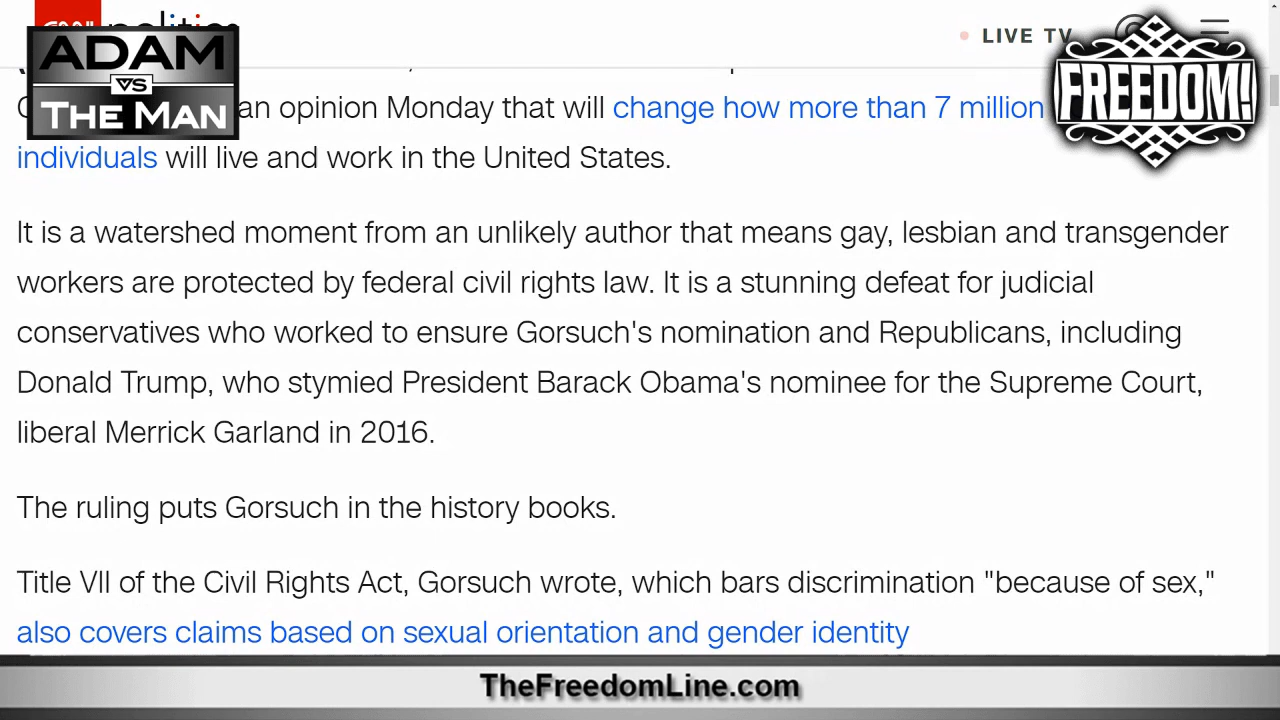 LIVE TV
ADAM
VS
THE MAN
FREEDOM!
an opinion Monday that will change how more than 7 million
individuals will live and work in the United States.
It is a watershed moment from an unlikely author that means gay, lesbian and transgender
workers are protected by federal civil rights law. It is a stunning defeat for judicial
conservatives who worked to ensure Gorsuch's nomination and Republicans, including
Donald Trump, who stymied President Barack Obama's nominee for the Supreme Court,
liberal Merrick Garland in 2016.
The ruling puts Gorsuch in the history books.
Title VII of the Civil Rights Act, Gorsuch wrote, which bars discrimination "because of sex,"
also covers claims based on sexual orientation and gender identity
TheFreedomLine.com